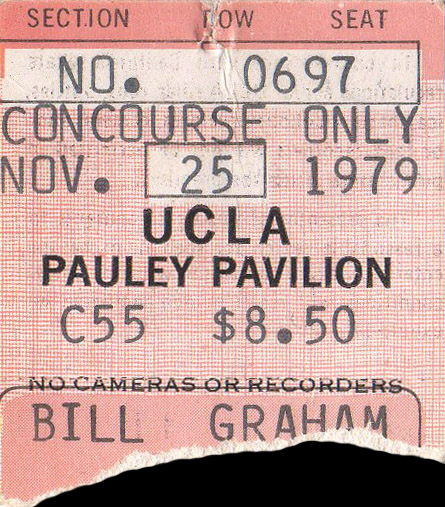 SECTION ROW SEAT
NO. 0697
CONCOURSE ONLY
NOV. 25 1979
UCLA
PAULEY PAVILION
C55 $8.50
NO CAMERAS OR RECORDERS
BILL GRAHAM